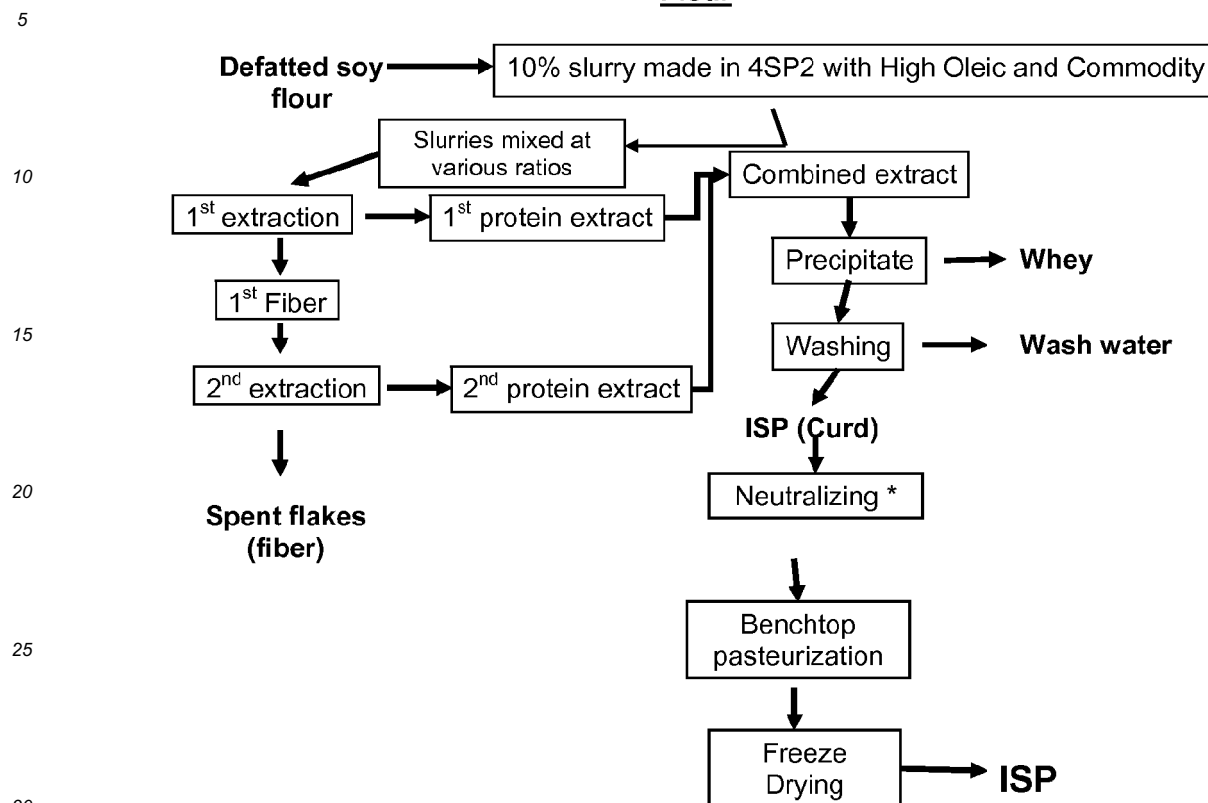 5
Defatted soy
flour
10% slurry made in 4SP2 with High Oleic and Commodity
Slurries mixed at
various ratios
10
Combined extract
1st extraction
1st protein extract
Precipitate
Whey
1st Fiber
15
Washing
Wash water
2nd extraction
2nd protein extract
ISP (Curd)
20
Neutralizing *
Spent flakes
(fiber)
25
Benchtop
pasteurization
Freeze
Drying
ISP